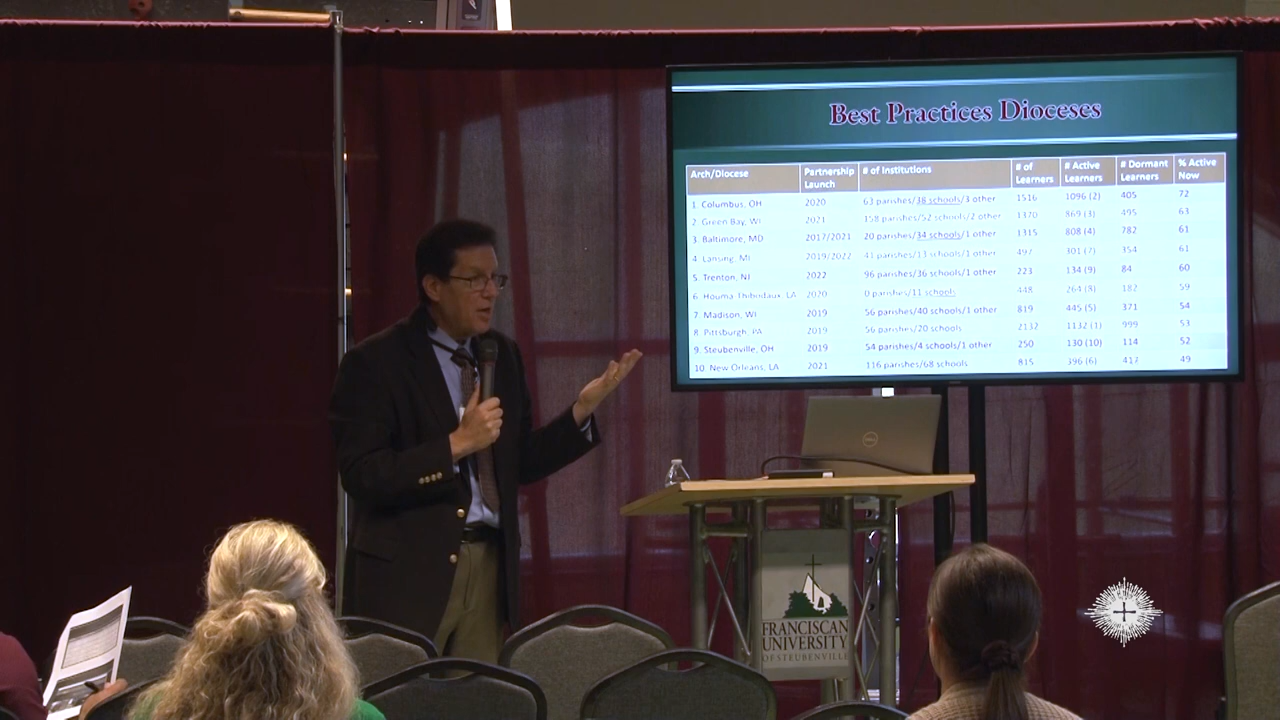 Best Practices Dioceses
Arch/Diocese Partnership Launch # of Institutions # of Learners # Active Learners # Dormant Learners % Active Now
1. Columbus, OH 2020 63 parishes/38 schools/3 other 1516 1096 (2) 405 72
2 Green Bay, WI 2021 158 parishes/52 schools/2 other 1370 869 (3) 495 63
3. Baltimore, MD 2017/2021 20 parishes/34 schools/1 other 1315 808 (4) 782 61
4 Lansing, MI 2019/2022 41 parishes/13 schools/1 other 497 301 (7) 354 61
5. Trenton, NJ 2022 96 parishes/36 schools/1 other 223 134 (9) 84 60
6 Houma-Thibodaux, LA 2020 0 parishes/11 schools 448 264 (8) 182 59
7. Madison, WI 2019 56 parishes/40 schools/1 other 819 445 (5) 371 54
8 Pittsburgh, PA 2019 56 parishes/20 schools 2132 1132 (1) 999 53
9. Steubenville, OH 2019 54 parishes/4 schools/1 other 250 130 (10) 114 52
10 New Orleans, LA 2021 116 parishes/68 schools 815 396 (6) 417 49
DELL
FRANCISCAN
UNIVERSITY
OF STEUBENVILLE